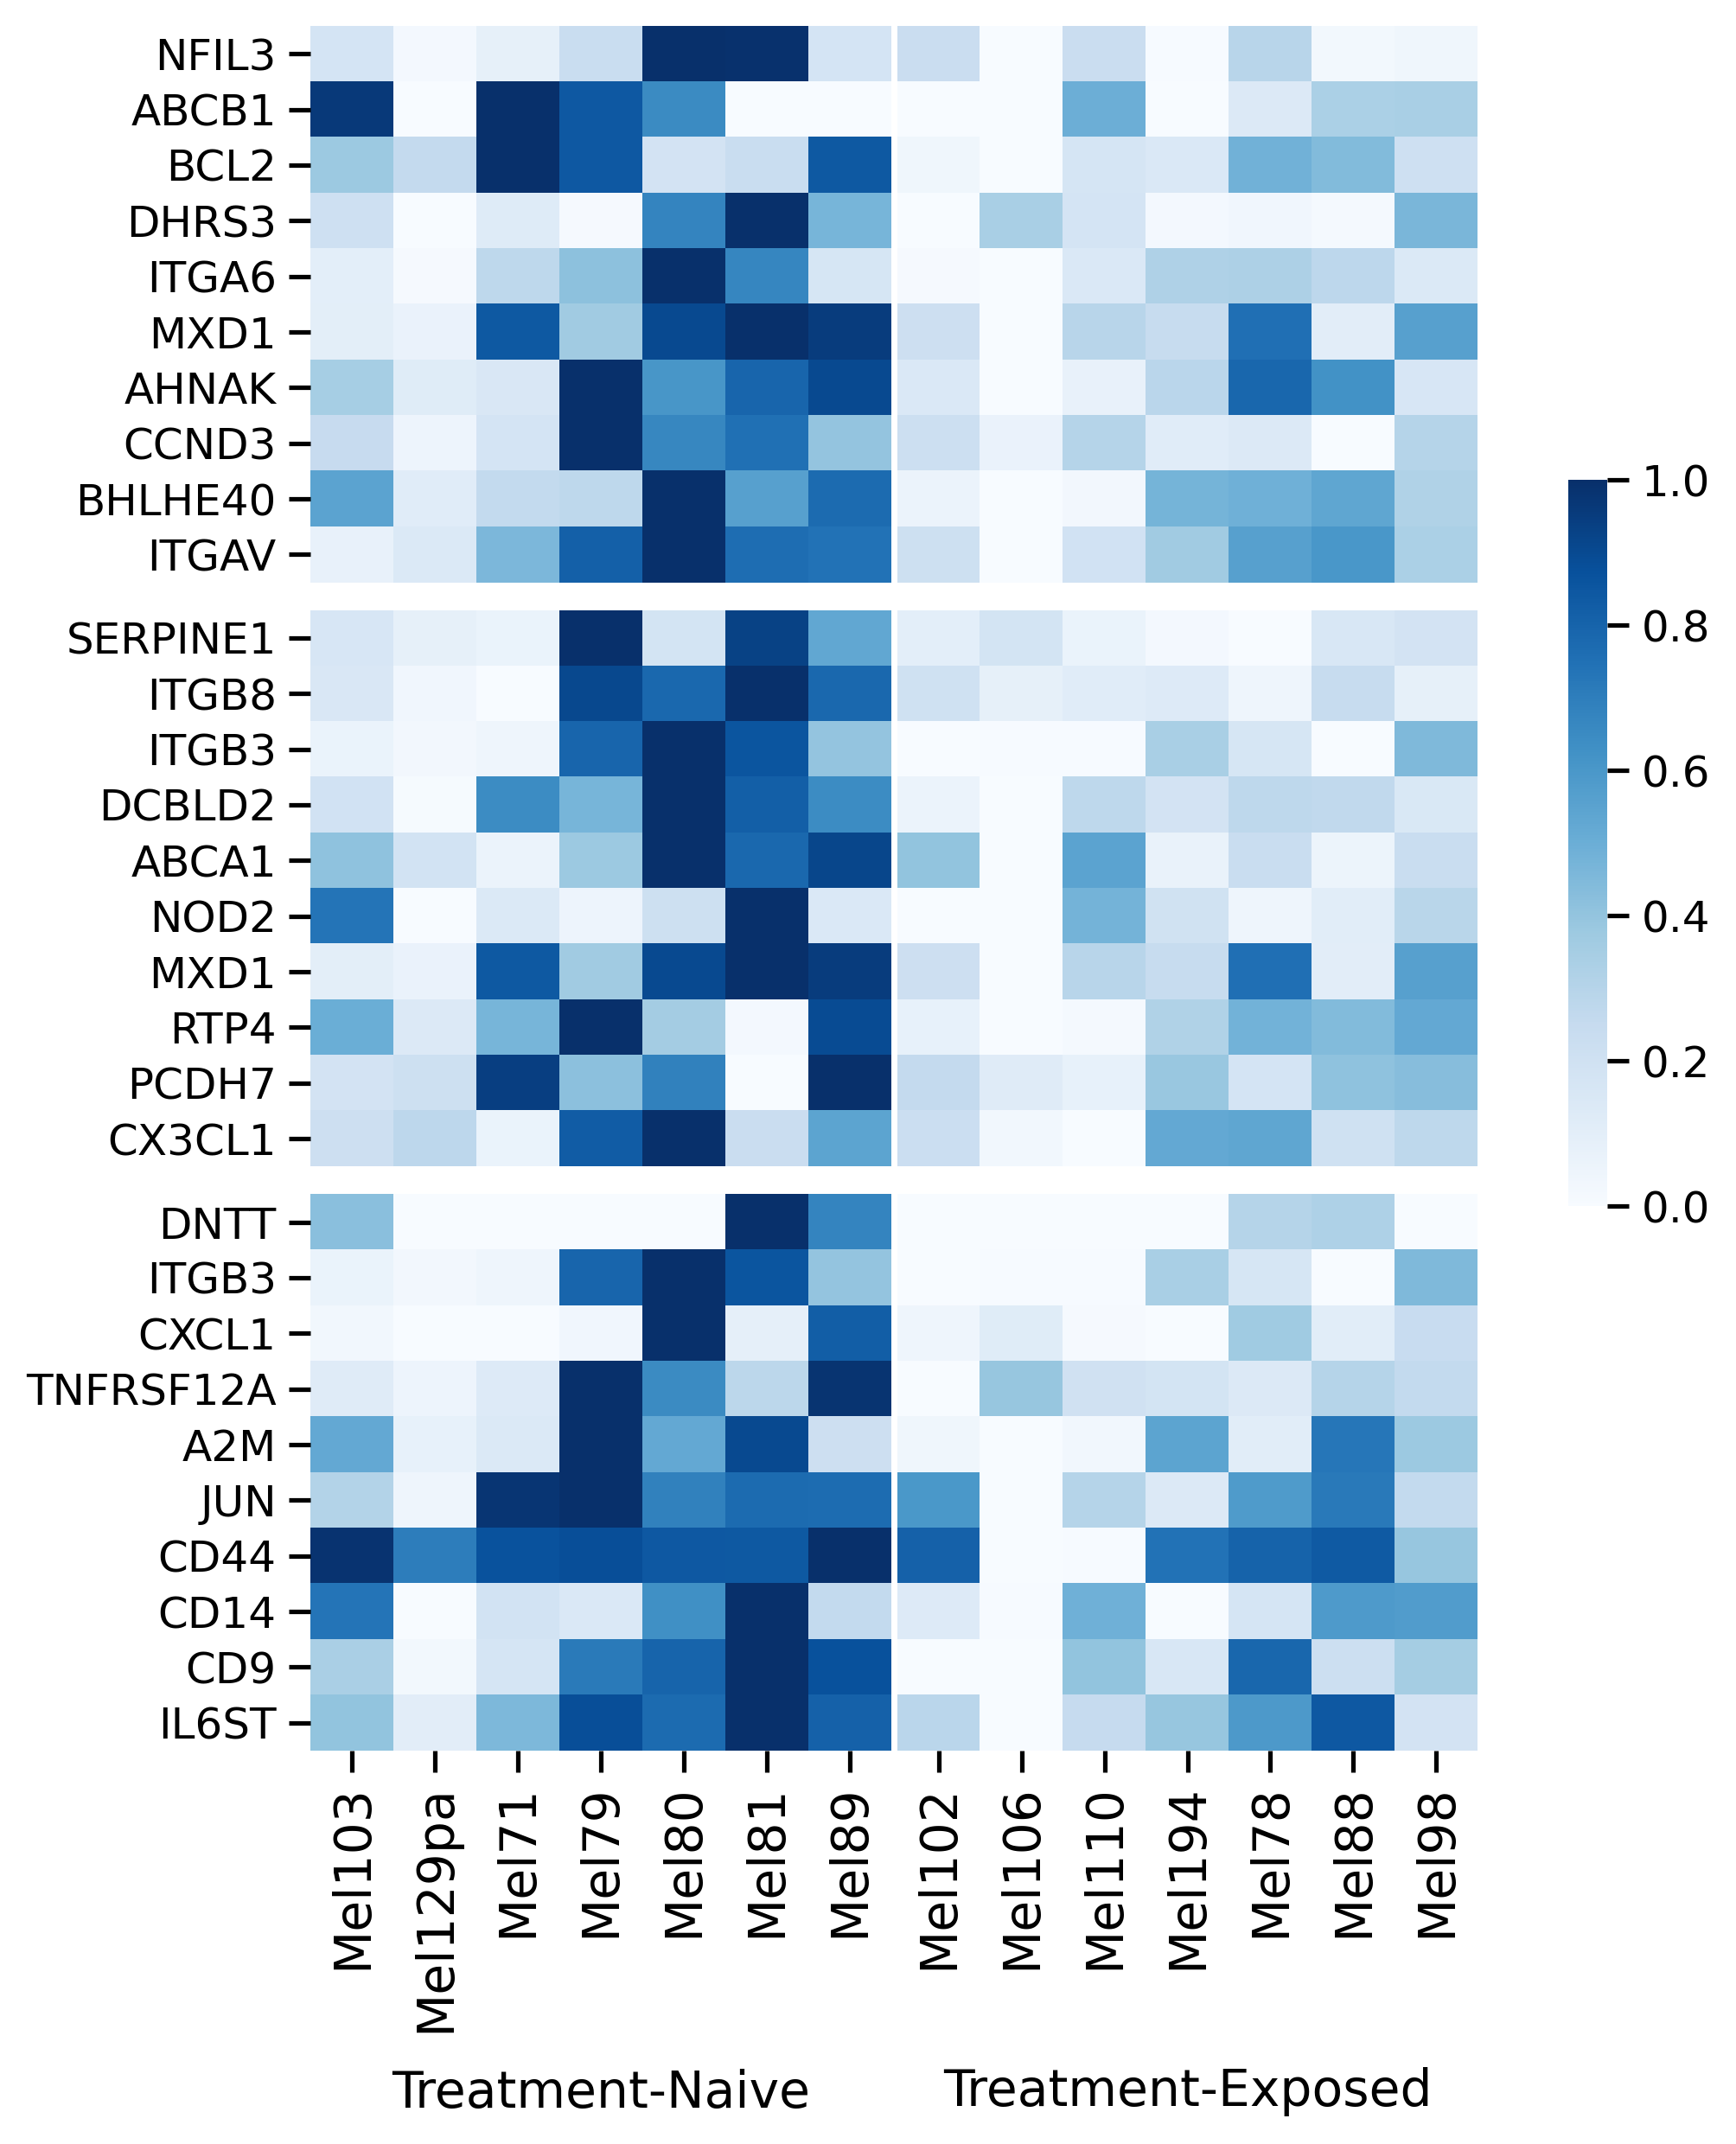 NFIL3
ABCB1
BCL2
DHRS3
ITGA6
MXD1
AHNAK
CCND3
BHLHE40
ITGAV
SERPINE1
ITGB8
ITGB3
DCBLD2
ABCA1
NOD2
MXD1
RTP4
PCDH7
CX3CL1
DNTT
ITGB3
CXCL1
TNFRSF12A
A2M
JUN
CD44
CD14
CD9
IL6ST
1.0
0.8
0.6
0.4
0.2
0.0
Mel103
Mel129pa
Mel71
Mel79
Mel80
Mel81
Mel89
Mel102
Mel106
Mel110
Mel194
Mel78
Mel88
Mel98
Treatment-Naive
Treatment-Exposed